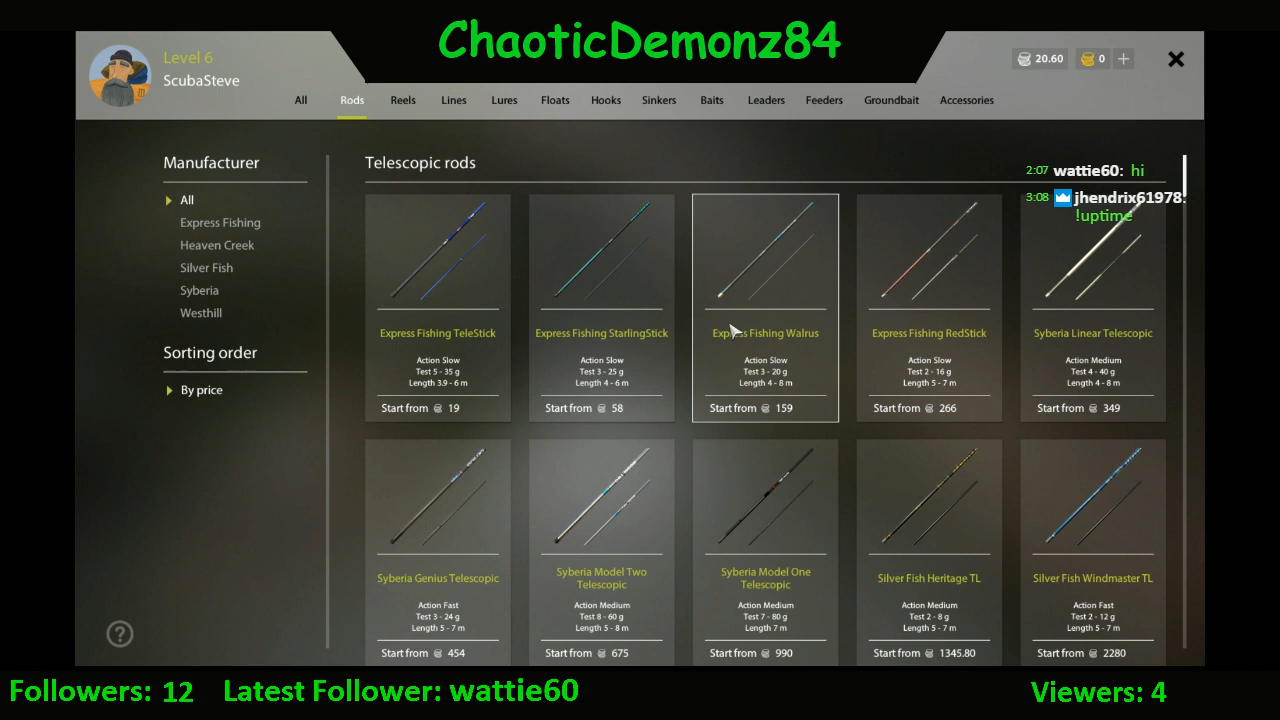 ChaoticDemonz84
Level 6
ScubaSteve
20.60
0
All Rods Reels Lines Lures Floats Hooks Sinkers Baits Leaders Feeders Groundbait Accessories
Manufacturer
All
Express Fishing
Heaven Creek
Silver Fish
Syberia
Westhill
Sorting order
By price
Telescopic rods
2:07 wattie60: hi
3:08 jhendrix61978:
!uptime
Express Fishing TeleStick
Action Slow
Test 5 - 35 g
Length 3.9 - 6 m
Start from 19
Express Fishing StarlingStick
Action Slow
Test 3 - 25 g
Length 4 - 6 m
Start from 58
Express Fishing Walrus
Action Slow
Test 3 - 20 g
Length 4 - 8 m
Start from 159
Express Fishing RedStick
Action Slow
Test 2 - 16 g
Length 5 - 7 m
Start from 266
Syberia Linear Telescopic
Action Medium
Test 4 - 40 g
Length 4 - 8 m
Start from 349
Syberia Genius Telescopic
Action Fast
Test 3 - 24 g
Length 5 - 7 m
Start from 454
Syberia Model Two
Telescopic
Action Medium
Test 8 - 60 g
Length 5 - 8 m
Start from 675
Syberia Model One
Telescopic
Action Medium
Test 7 - 80 g
Length 7 m
Start from 990
Silver Fish Heritage TL
Action Medium
Test 2 - 8 g
Length 5 - 7 m
Start from 1345.80
Silver Fish Windmaster TL
Action Fast
Test 2 - 12 g
Length 5 - 7 m
Start from 2280
?
Followers: 12 Latest Follower: wattie60 Viewers: 4